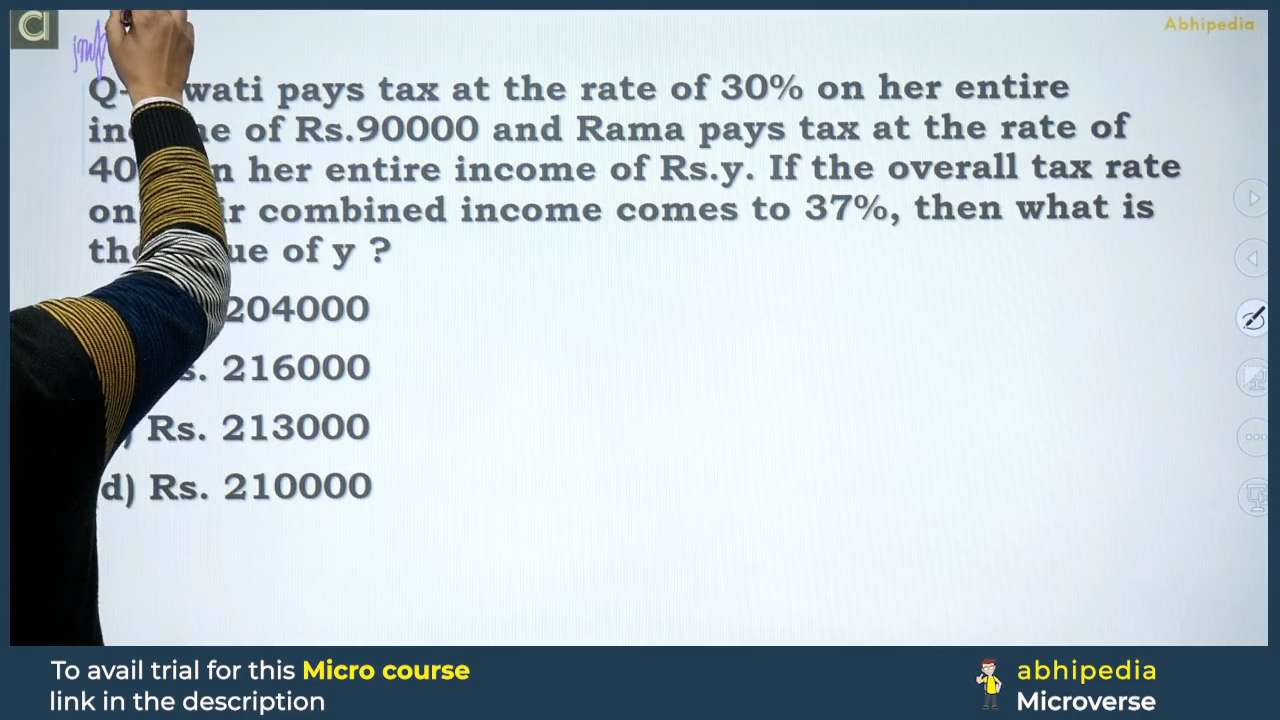 Abhipedia
Q- wati pays tax at the rate of 30% on her entire
in e of Rs.90000 and Rama pays tax at the rate of
40 n her entire income of Rs.y. If the overall tax rate
on r combined income comes to 37%, then what is
the ue of y ?
204000
s. 216000
) Rs. 213000
d) Rs. 210000
To avail trial for this Micro course
link in the description
abhipedia
Microverse